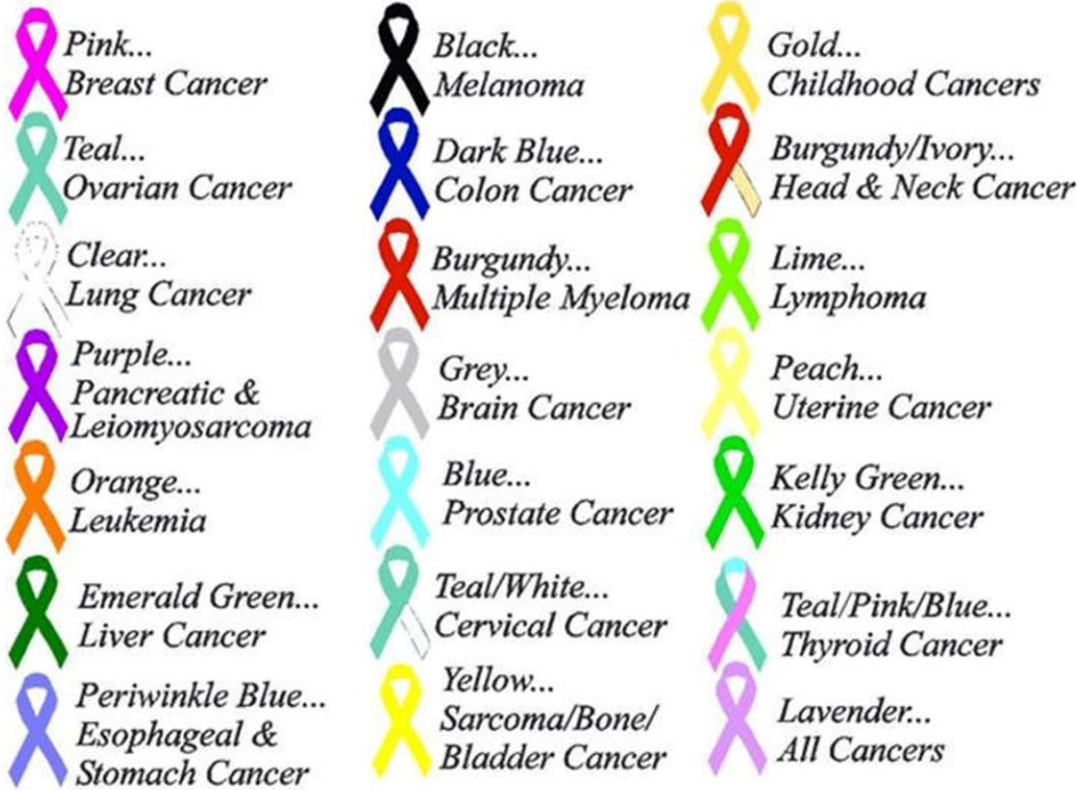 Pink...
Breast Cancer
Teal...
Ovarian Cancer
Clear...
Lung Cancer
Purple...
Pancreatic &
Leiomyosarcoma
Orange...
Leukemia
Emerald Green...
Liver Cancer
Periwinkle Blue...
Esophageal &
Stomach Cancer
Black...
Melanoma
Dark Blue...
Colon Cancer
Burgundy...
Multiple Myeloma
Grey...
Brain Cancer
Blue...
Prostate Cancer
Teal/White...
Cervical Cancer
Yellow...
Sarcoma/Bone/
Bladder Cancer
Gold...
Childhood Cancers
Burgundy/Ivory...
Head & Neck Cancer
Lime...
Lymphoma
Peach...
Uterine Cancer
Kelly Green...
Kidney Cancer
Teal/Pink/Blue...
Thyroid Cancer
Lavender...
All Cancers